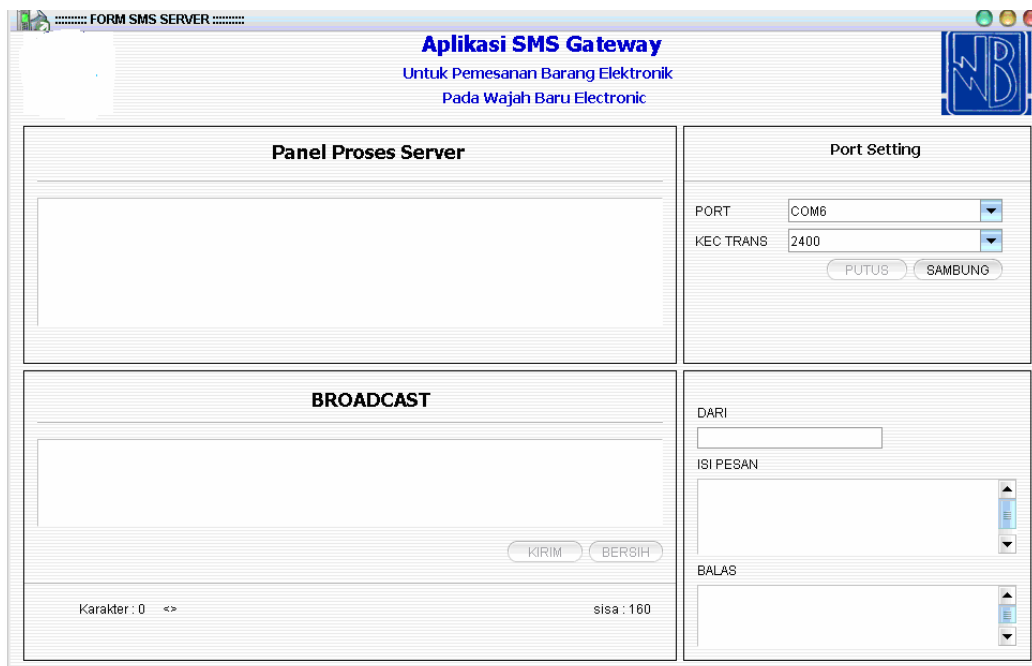 :::::::::: FORM SMS SERVER ::::::::::
Aplikasi SMS Gateway
Untuk Pemesanan Barang Elektronik
Pada Wajah Baru Electronic
Panel Proses Server
Port Setting
PORT COM6
KEC TRANS 2400
PUTUS SAMBUNG
BROADCAST
KIRIM BERSIH
Karakter : 0 <> sisa : 160
DARI
ISI PESAN
BALAS